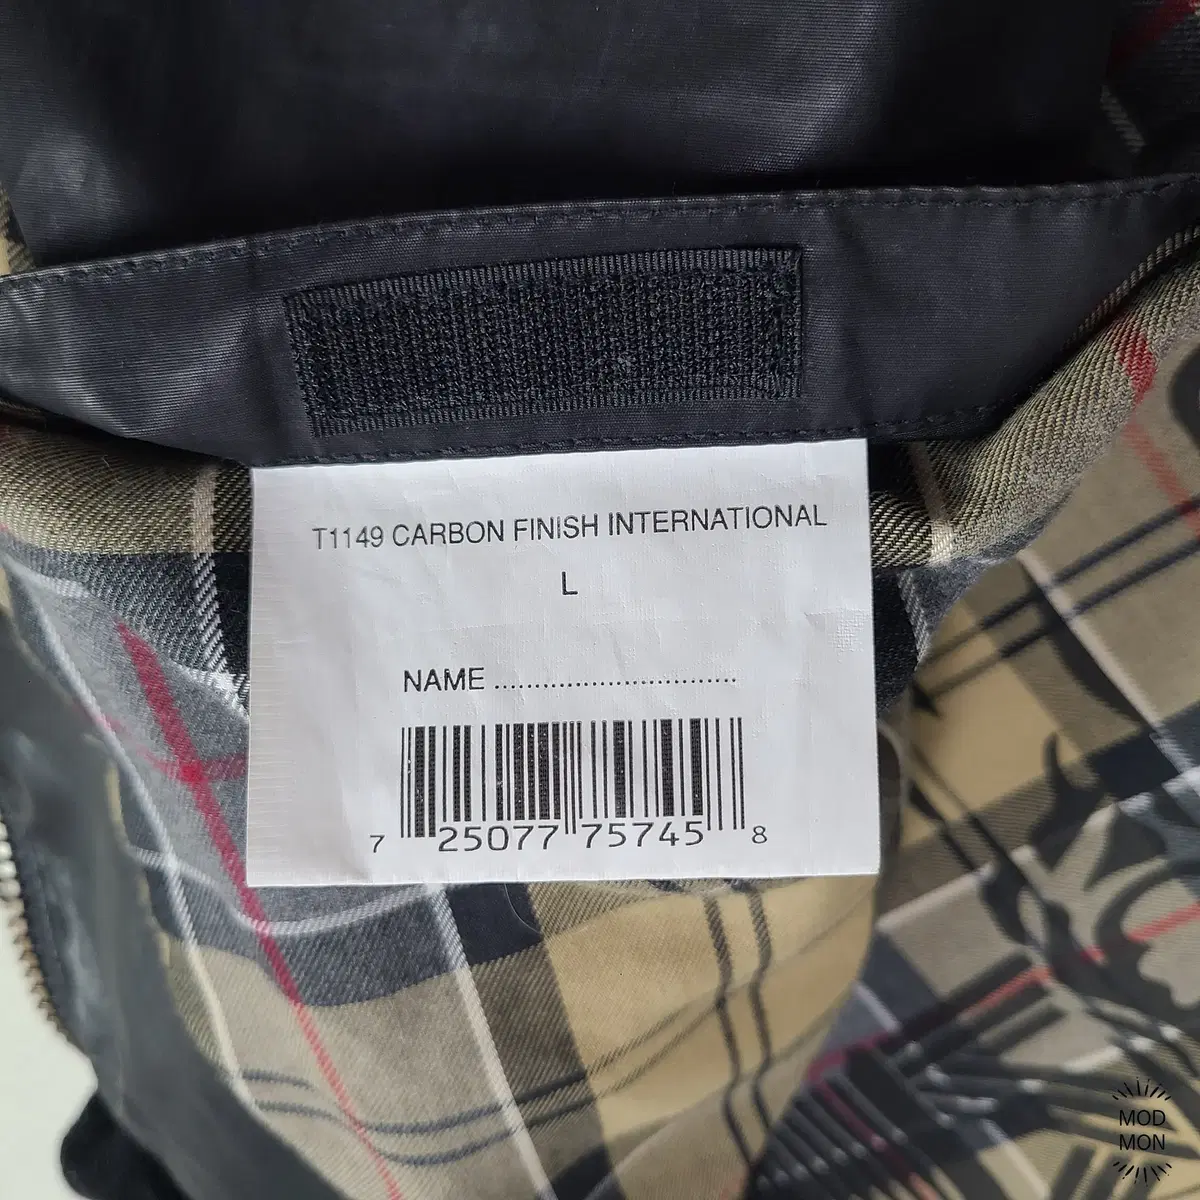 T1149 CARBON FINISH INTERNATIONAL
L
NAME ..............................
7 25077 75745 8
MOD
MON